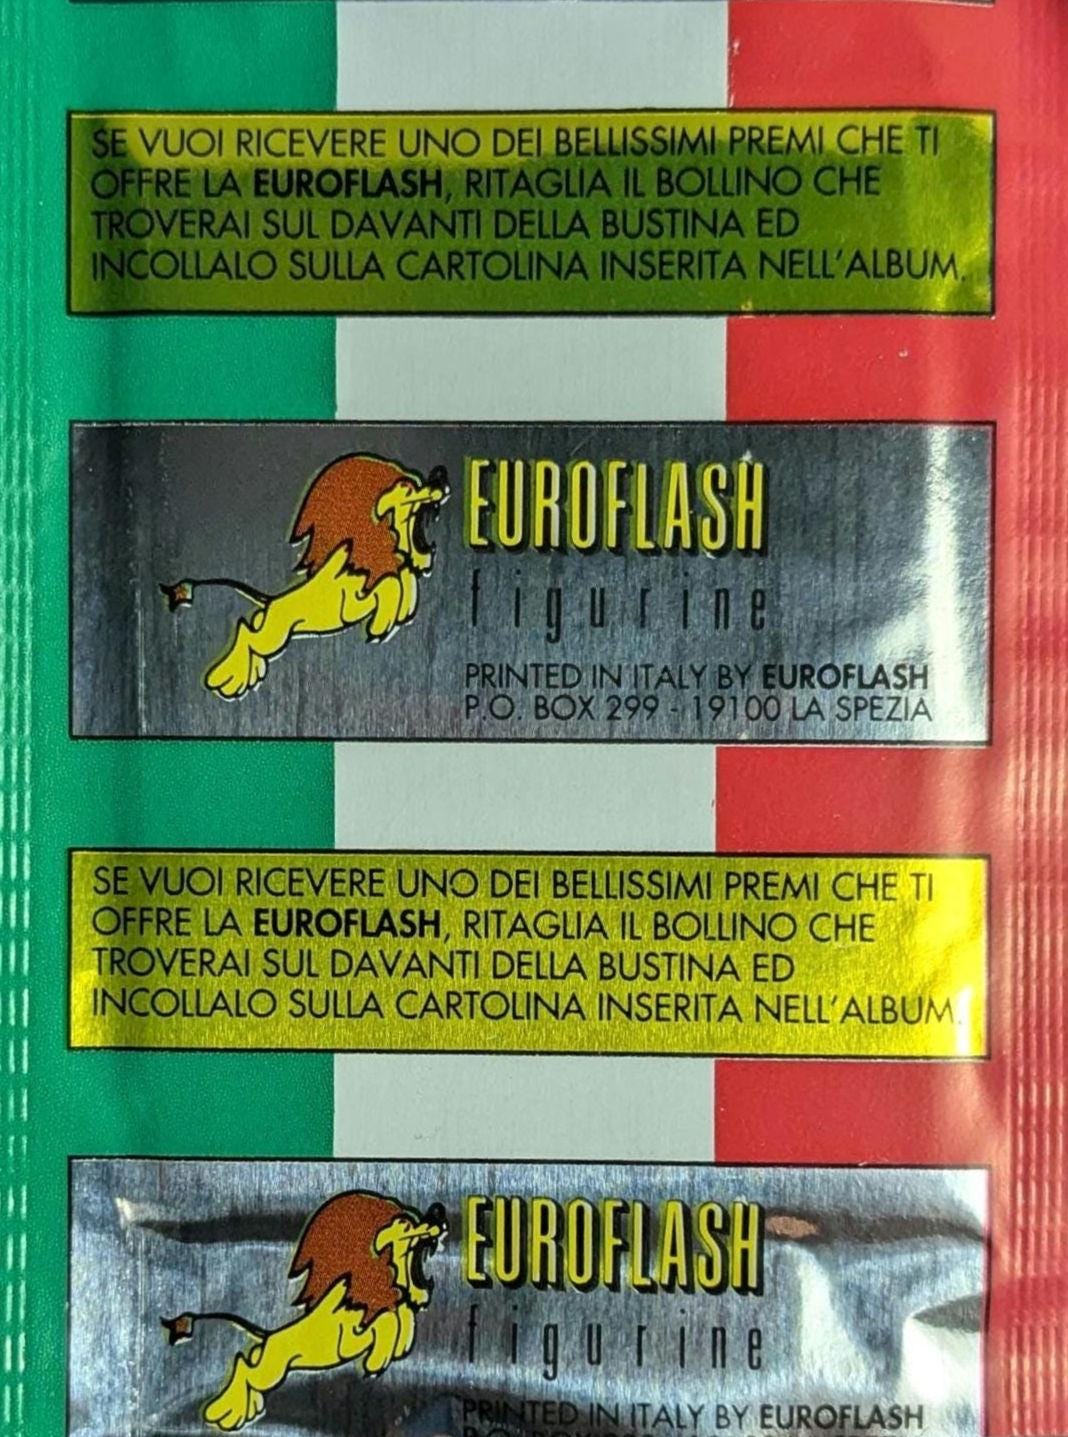 SE VUOI RICEVERE UNO DEI BELLISSIMI PREMI CHE TI
OFFRE LA EUROFLASH, RITAGLIA IL BOLLINO CHE
TROVERAI SUL DAVANTI DELLA BUSTINA ED
INCOLLALO SULLA CARTOLINA INSERITA NELL'ALBUM.
EUROFLASH
figurine
PRINTED IN ITALY BY EUROFLASH
P.O. BOX 299 - 19100 LA SPEZIA
SE VUOI RICEVERE UNO DEI BELLISSIMI PREMI CHE TI
OFFRE LA EUROFLASH, RITAGLIA IL BOLLINO CHE
TROVERAI SUL DAVANTI DELLA BUSTINA ED
INCOLLALO SULLA CARTOLINA INSERITA NELL'ALBUM.
EUROFLASH
figurine
PRINTED IN ITALY BY EUROFLASH